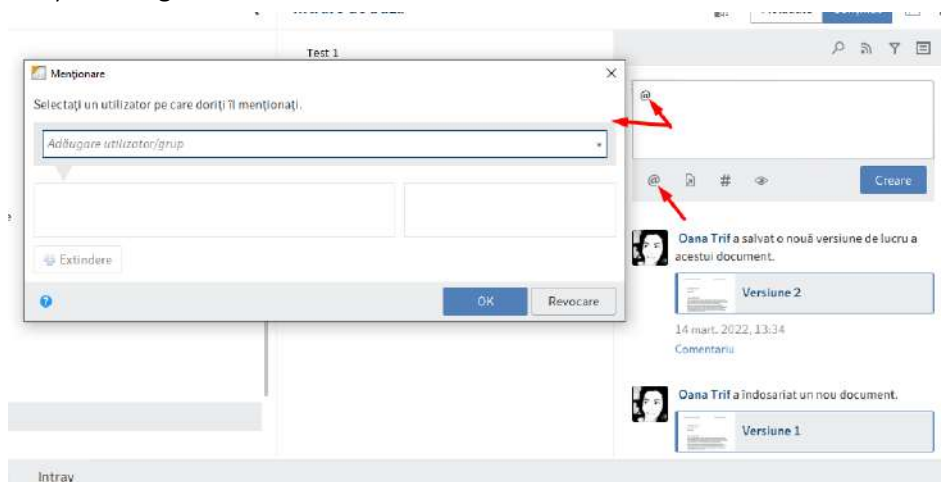 Test 1
Menționare
Selectați un utilizator pe care doriți îl menționați.
Adăugare utilizator/grup
Extindere
OK
Revocare
@
@ #
Creare
Oana Trif a salvat o nouă versiune de lucru a
acestui document.
Versiune 2
14 mart. 2022, 13:34
Comentariu
Oana Trif a îndosariat un nou document.
Versiune 1
e
Intray